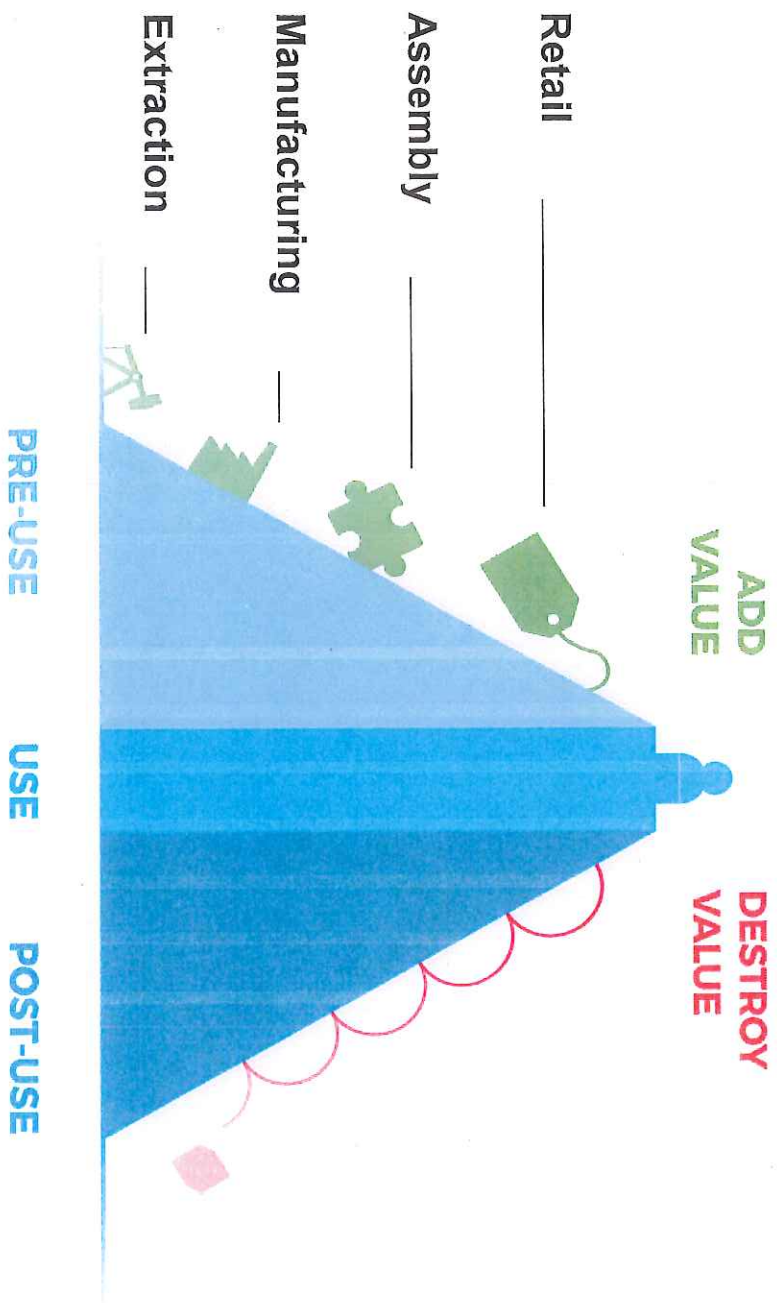 ADD
VALUE
DESTROY
VALUE
Retail
Assembly
Manufacturing
Extraction
PRE-USE
USE
POST-USE